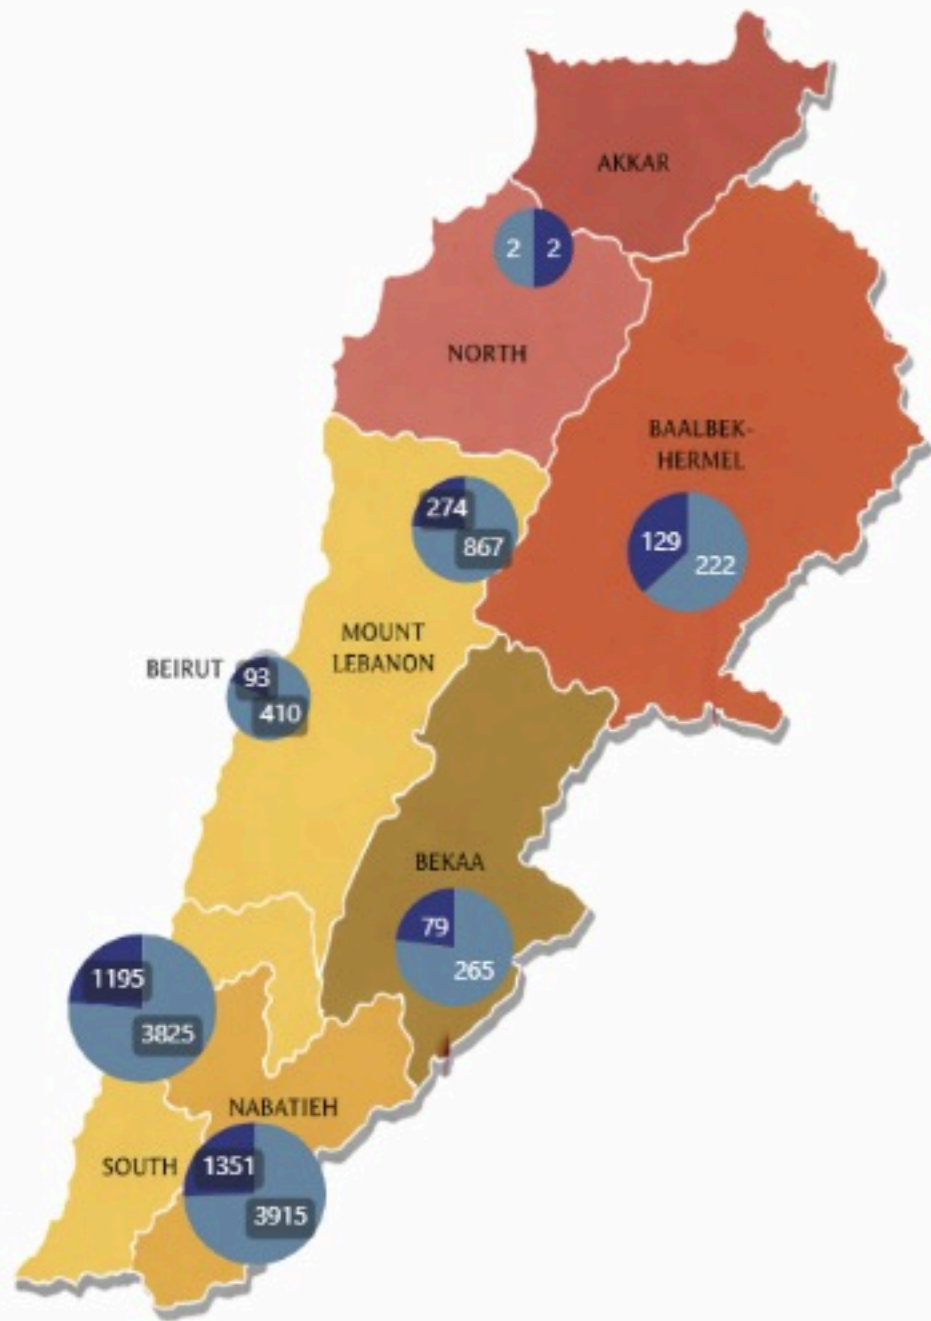 AKKAR
2 2
NORTH
BAALBEK-
HERMEL
274
867
129
222
MOUNT
LEBANON
BEIRUT
93
410
BEKAA
79
265
1195
3825
NABATIEH
SOUTH
1351
3915